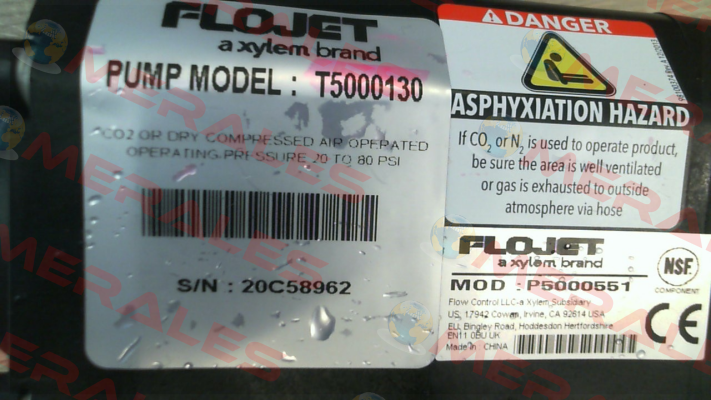 FLOJET
a xylem brand
PUMP MODEL : T5000130
CO2 OR DRY COMPRESSED AIR OPERATED
OPERATING PRESSURE 20 TO 80 PSI
S/N : 20C58962
DANGER
ASPHYXIATION HAZARD
If CO2 or N2 is used to operate product,
be sure the area is well ventilated
or gas is exhausted to outside
atmosphere via hose
FLOJET
a xylem brand
NSF
COMPONENT
MOD : P5000551
Flow Control LLC-a Xylem Subsidiary
US, 17942 Cowan, Irvine, CA 92614 USA
EU, Bingley Road, Hoddesdon Hertfordshire
EN11 0BU UK
Made in : CHINA
CE
MERALES
MERALES
MERALES
MERALES